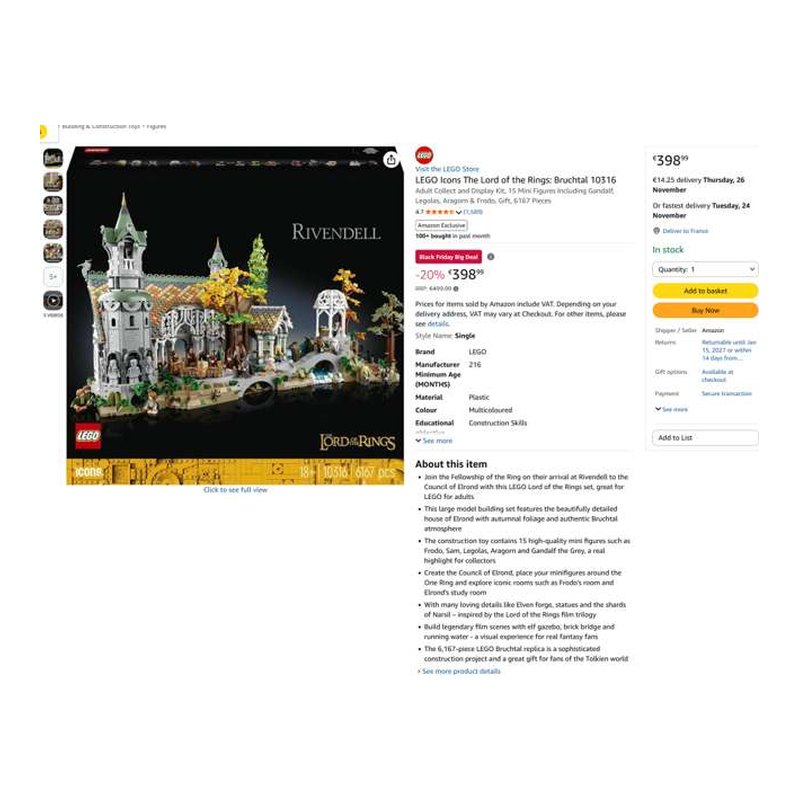 Building & Construction Toys › Figures
RIVENDELL
LEGO
THE LORD OF THE RINGS
ICONS
18+ 10316 6167 pcs
5+
5 VIDEOS
Click to see full view
LEGO
Visit the LEGO Store
LEGO Icons The Lord of the Rings: Bruchtal 10316
Adult Collect and Display Kit, 15 Mini Figures Including Gandalf,
Legolas, Aragorn & Frodo, Gift, 6167 Pieces
4.7
Amazon Exclusive
100+ bought in past month
Black Friday Big Deal
-20% €398⁹⁹
RRP: €499.99
Prices for items sold by Amazon include VAT. Depending on your
delivery address, VAT may vary at Checkout. For other items, please
see details.
Style Name: Single
Brand LEGO
Manufacturer 216
Minimum Age
(MONTHS)
Material Plastic
Colour Multicoloured
Educational Construction Skills
objective
See more
About this item
• Join the Fellowship of the Ring on their arrival at Rivendell to the
Council of Elrond with this LEGO Lord of the Rings set, great for
LEGO for adults
• This large model building set features the beautifully detailed
house of Elrond with autumnal foliage and authentic Bruchtal
atmosphere
• The construction toy contains 15 high-quality mini figures such as
Frodo, Sam, Legolas, Aragorn and Gandalf the Grey, a real
highlight for collectors
• Create the Council of Elrond, place your minifigures around the
One Ring and explore iconic rooms such as Frodo's room and
Elrond's study room
• With many loving details like Elven forge, statues and the shards
of Narsil – inspired by the Lord of the Rings film trilogy
• Build legendary film scenes with elf gazebo, brick bridge and
running water - a visual experience for real fantasy fans
• The 6,167-piece LEGO Bruchtal replica is a sophisticated
construction project and a great gift for fans of the Tolkien world
› See more product details
€398⁹⁹
€14.25 delivery Thursday, 26
November
Or fastest delivery Tuesday, 24
November
Deliver to France
In stock
Quantity: 1
Add to basket
Buy Now
Shipper / Seller Amazon
Returns Returnable until Jan
15, 2027 or within
14 days from...
Gift options Available at
checkout
Payment Secure transaction
See more
Add to List